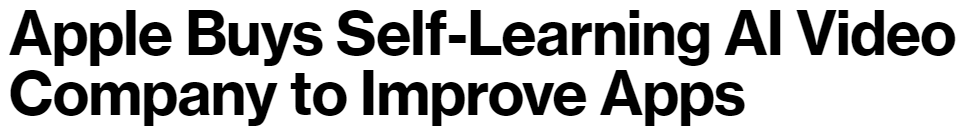 Apple Buys Self-Learning AI Video
Company to Improve Apps